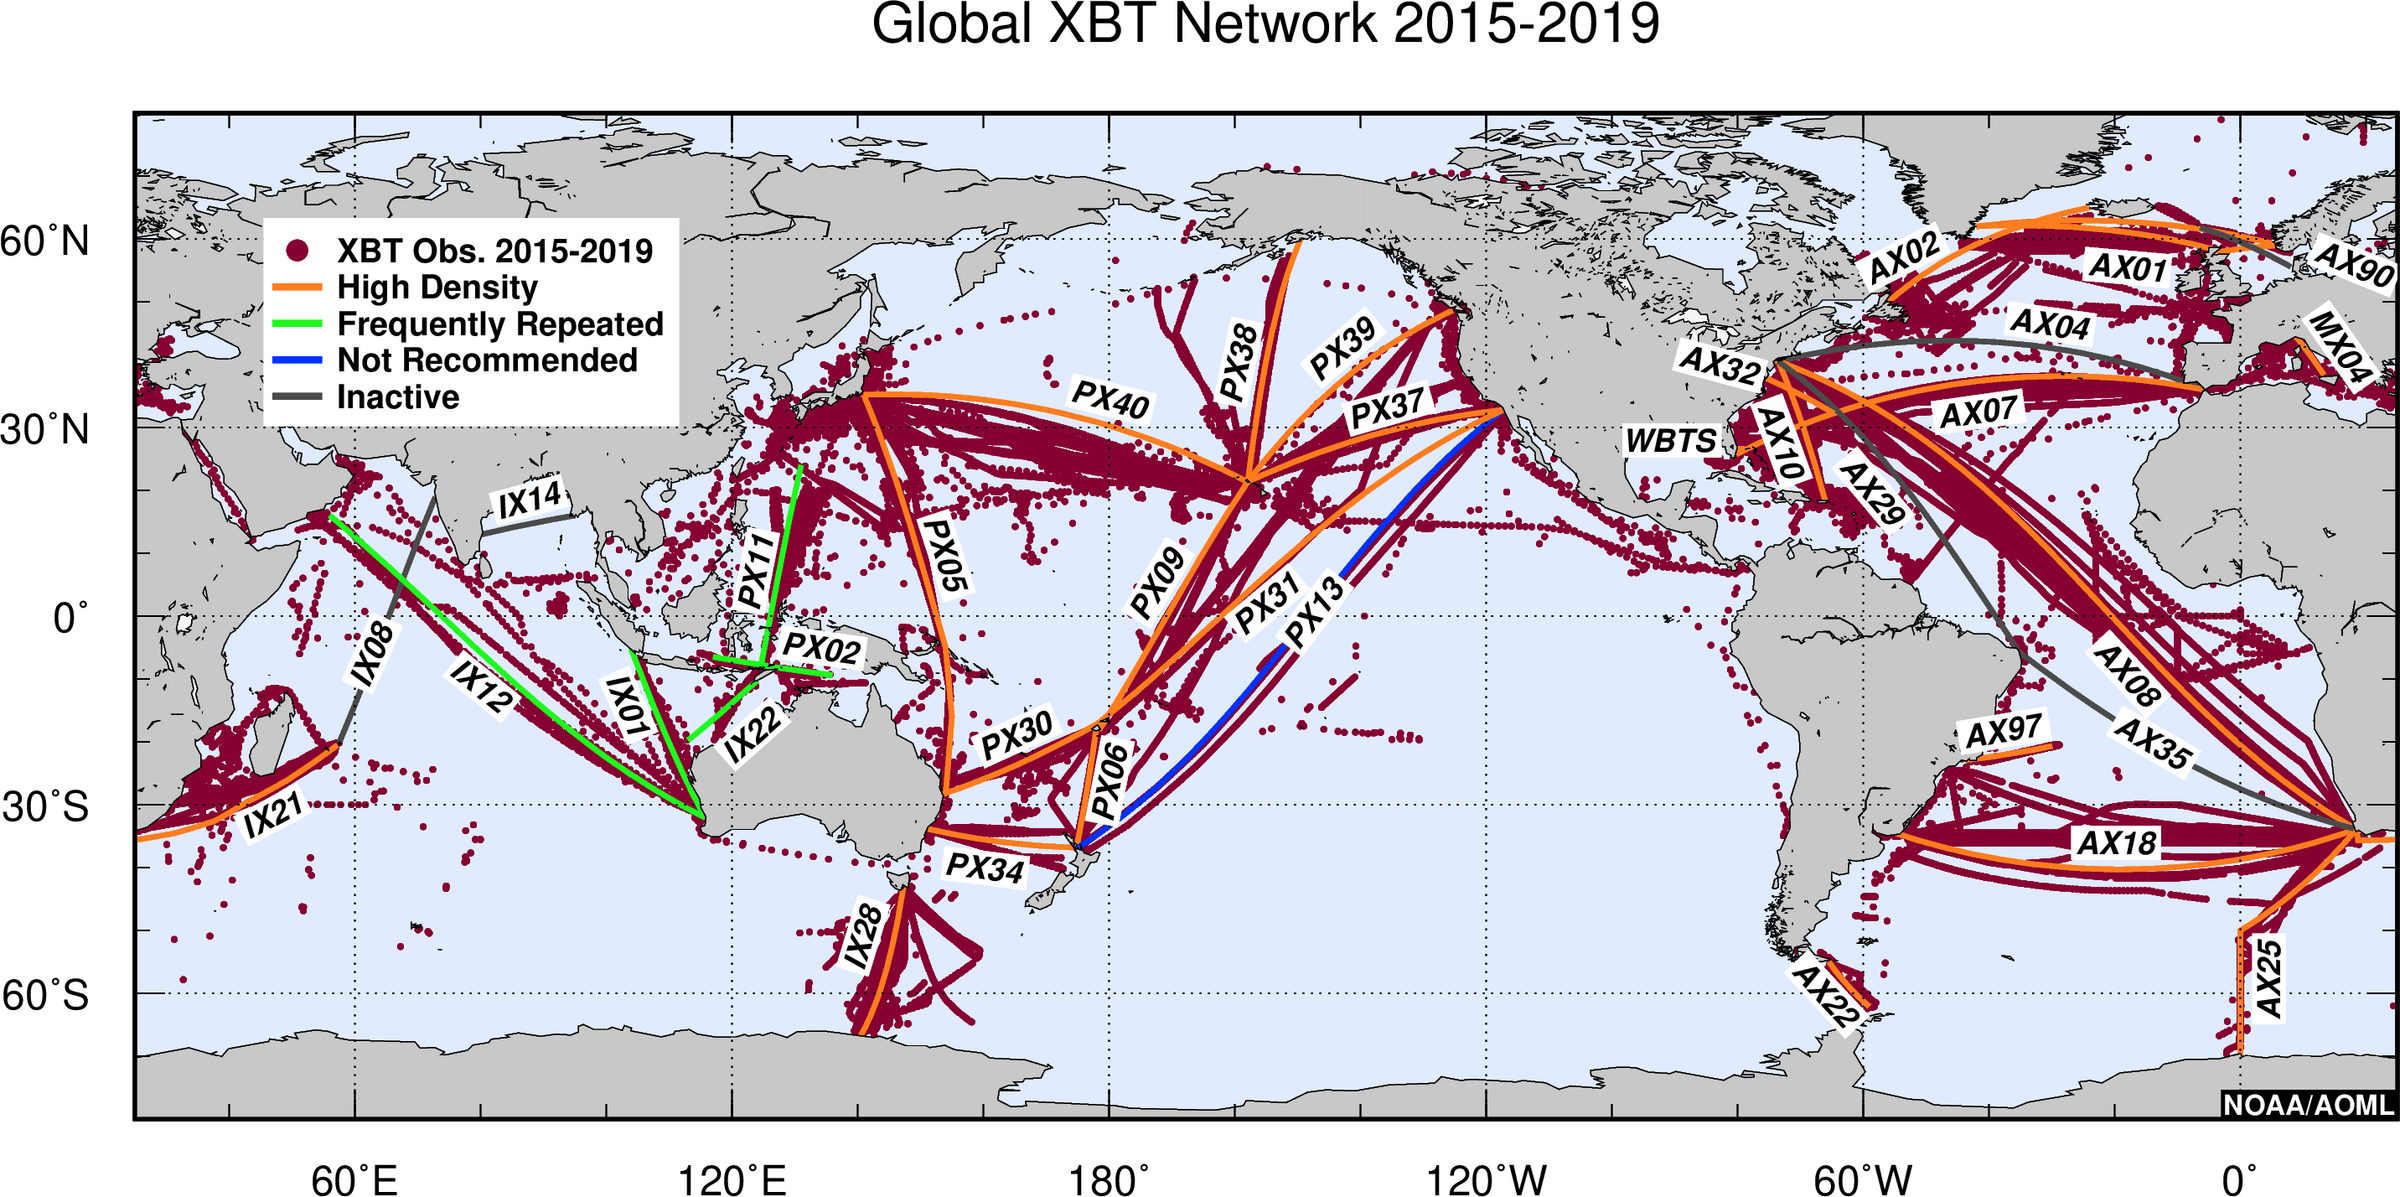 Global XBT Network 2015-2019
60°N
30°N
0°
30°S
60°S
XBT Obs. 2015-2019
High Density
Frequently Repeated
Not Recommended
Inactive
AX02
AX01
AX90
AX04
MX04
AX32
AX07
WBTS
AX10
AX29
PX38
PX39
PX40
PX37
IX14
PX11
PX05
PX09
PX31
PX13
IX08
IX12
IX01
PX02
IX22
PX30
PX06
AX08
AX35
AX97
IX21
PX34
AX18
IX28
AX22
AX25
NOAA/AOML
60°E
120°E
180°
120°W
60°W
0°